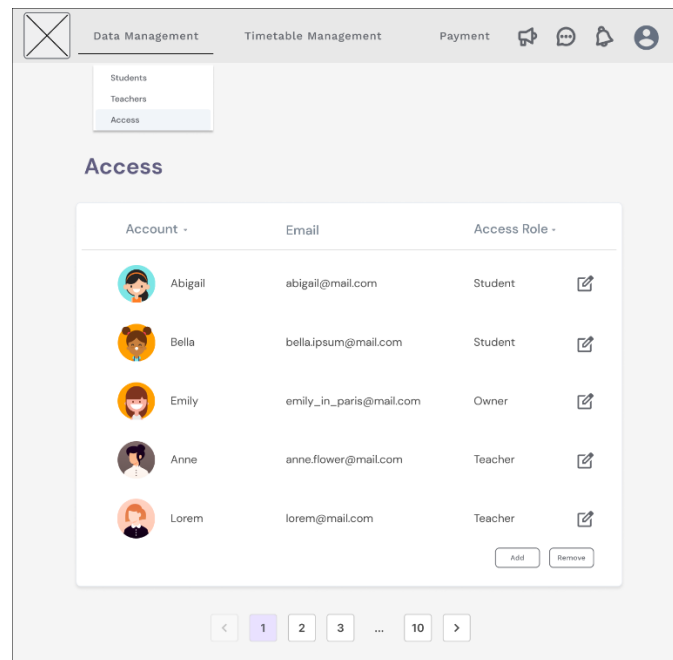 Data Management Timetable Management Payment
Students
Teachers
Access
Access
Account Email Access Role
Abigail abigail@mail.com Student
Bella bella.ipsum@mail.com Student
Emily emily_in_paris@mail.com Owner
Anne anne.flower@mail.com Teacher
Lorem lorem@mail.com Teacher
Add Remove
< 1 2 3 ... 10 >